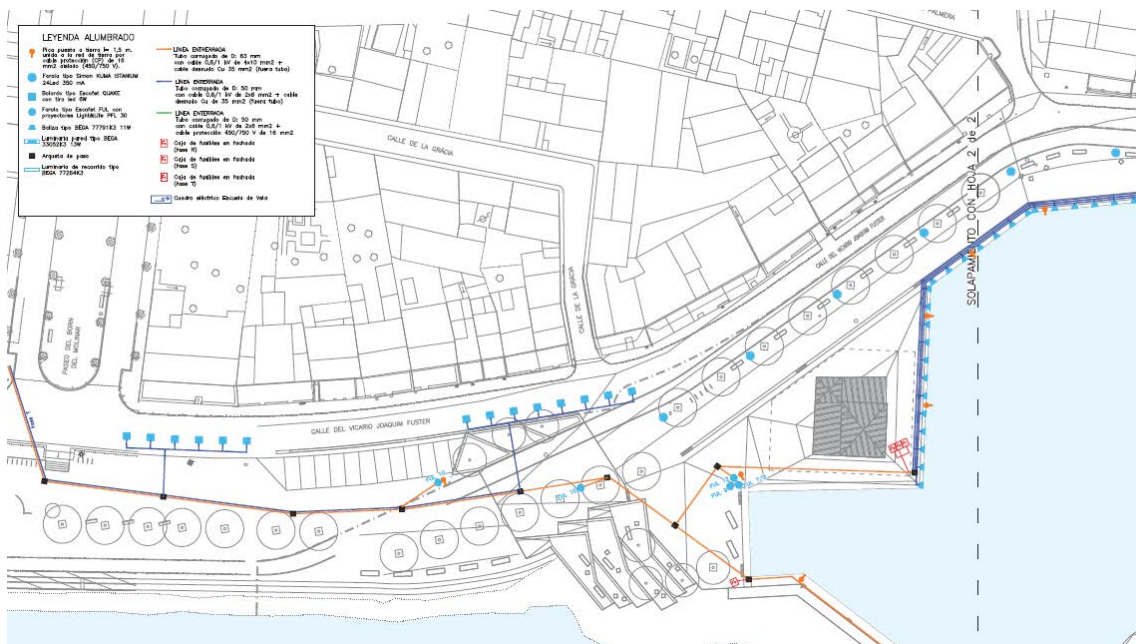 LEYENDA ALUMBRADO
Pica puesta a tierra l= 1,5 m.
unida a la red de tierra por
cable protección (CP) de 16
mm2 aislado (450/750 V).
Farola tipo Simon KUMA ISTANIUM
24Led 350 mA
Bolardo tipo Escofet QUAKE
con tira led 6W
Farola tipo Escofet FUL con
proyectores Light&Lite PFL 30
Baliza tipo BEGA 77791K3 11W
Luminaria pared tipo BEGA
33052K3 13W
Arqueta de paso
Luminaria de recorrido tipo
BEGA 77264K3
LINEA ENTERRADA
Tubo corrugado de D: 63 mm
con cable 0,6/1 kV de 4x10 mm2 +
cable desnudo Cu 35 mm2 (fuera tubo)
LINEA ENTERRADA
Tubo corrugado de D: 50 mm
con cable 0,6/1 kV de 2x6 mm2 + cable
desnudo Cu de 35 mm2 (fuera tubo)
LINEA ENTERRADA
Tubo corrugado de D: 50 mm
con cable 0,6/1 kV de 2x6 mm2 +
cable protección 450/750 V de 16 mm2
Caja de fusibles en fachada
(Fase R)
Caja de fusibles en fachada
(Fase S)
Caja de fusibles en fachada
(Fase T)
Cuadro eléctrico Escuela de Vela
PALMERA
CALLE DE LA GRÀCIA
CALLE DE LA GRÀCIA
CALLE DEL VICARIO JOAQUIM FUSTER
SOLAPAMIENTO CON HOJA 2 de 2
PASEO DEL BORN
DEL MOLINAR
CALLE DEL VICARIO JOAQUIM FUSTER